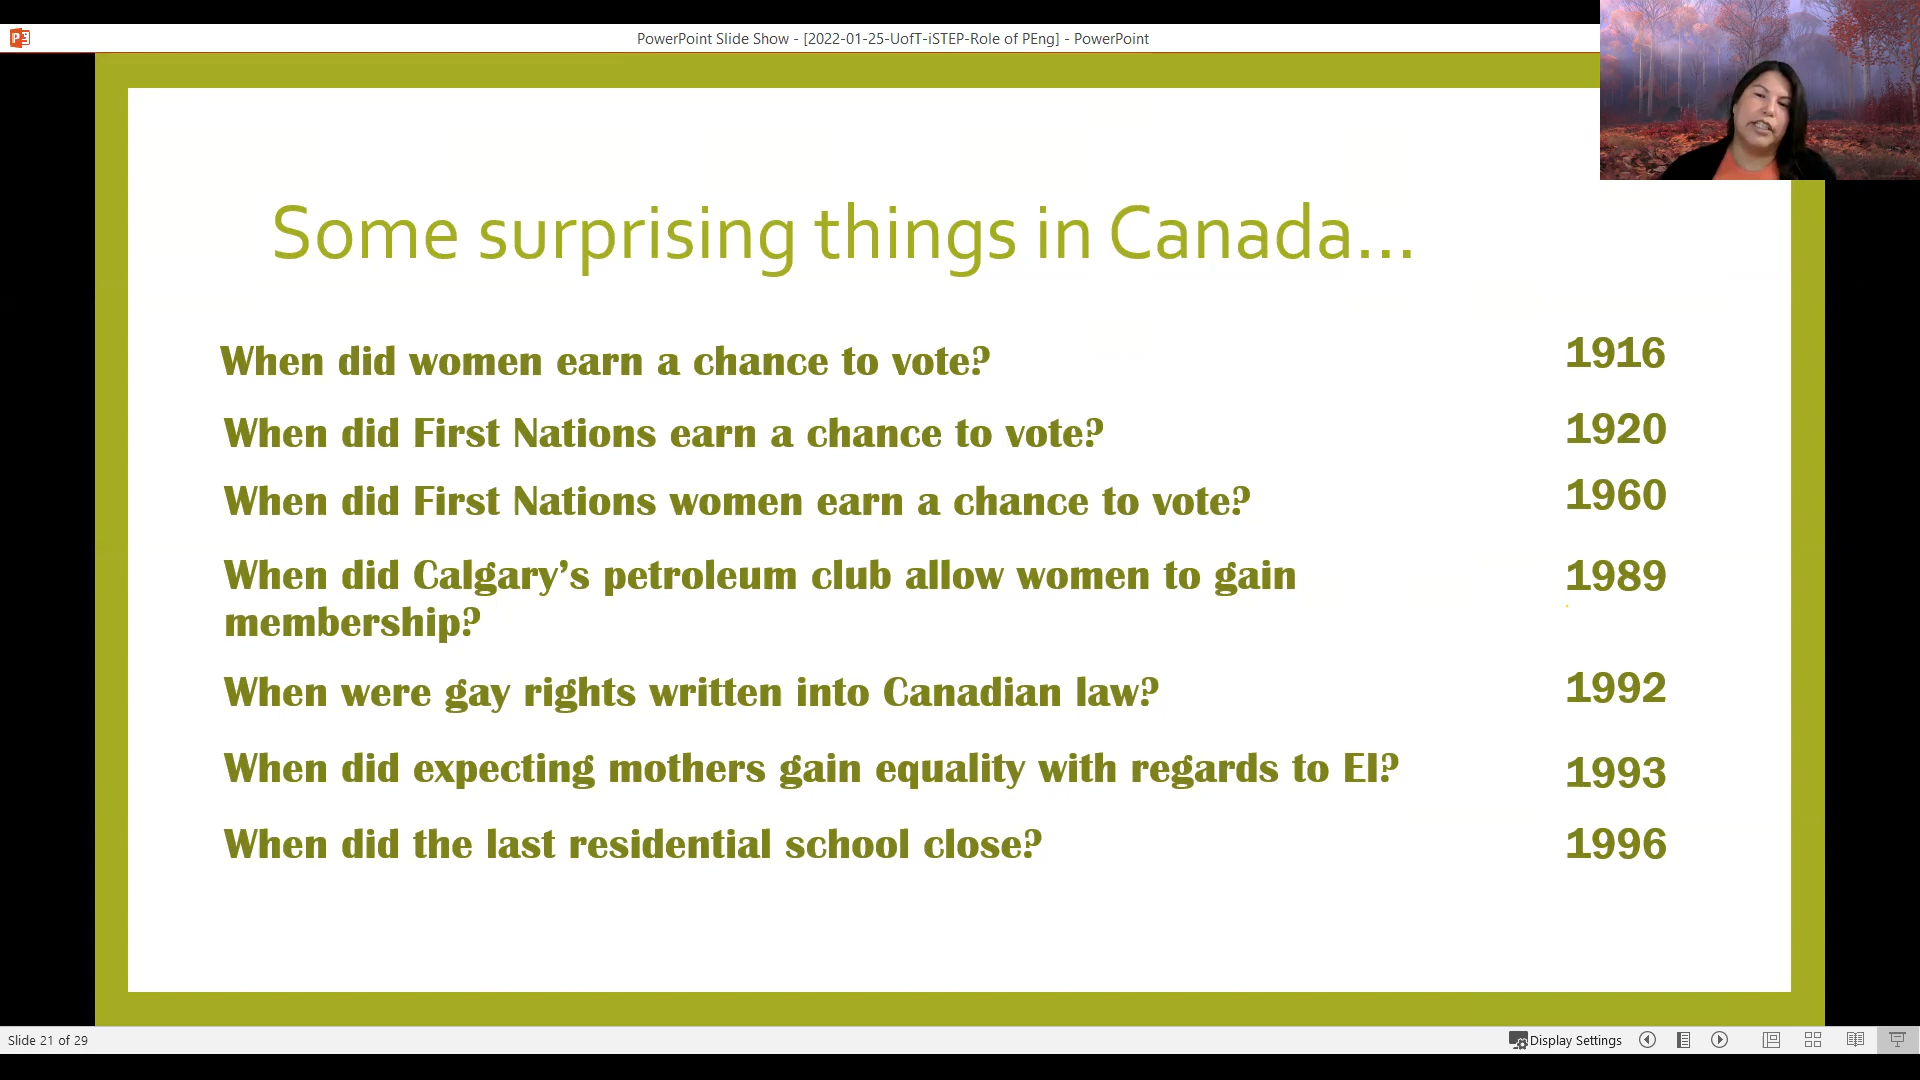 PowerPoint Slide Show - [2022-01-25-UofT-iSTEP-Role of PEng] - PowerPoint
Some surprising things in Canada...
When did women earn a chance to vote? 1916
When did First Nations earn a chance to vote? 1920
When did First Nations women earn a chance to vote? 1960
When did Calgary's petroleum club allow women to gain 1989
membership?
When were gay rights written into Canadian law? 1992
When did expecting mothers gain equality with regards to EI? 1993
When did the last residential school close? 1996
Slide 21 of 29
Display Settings